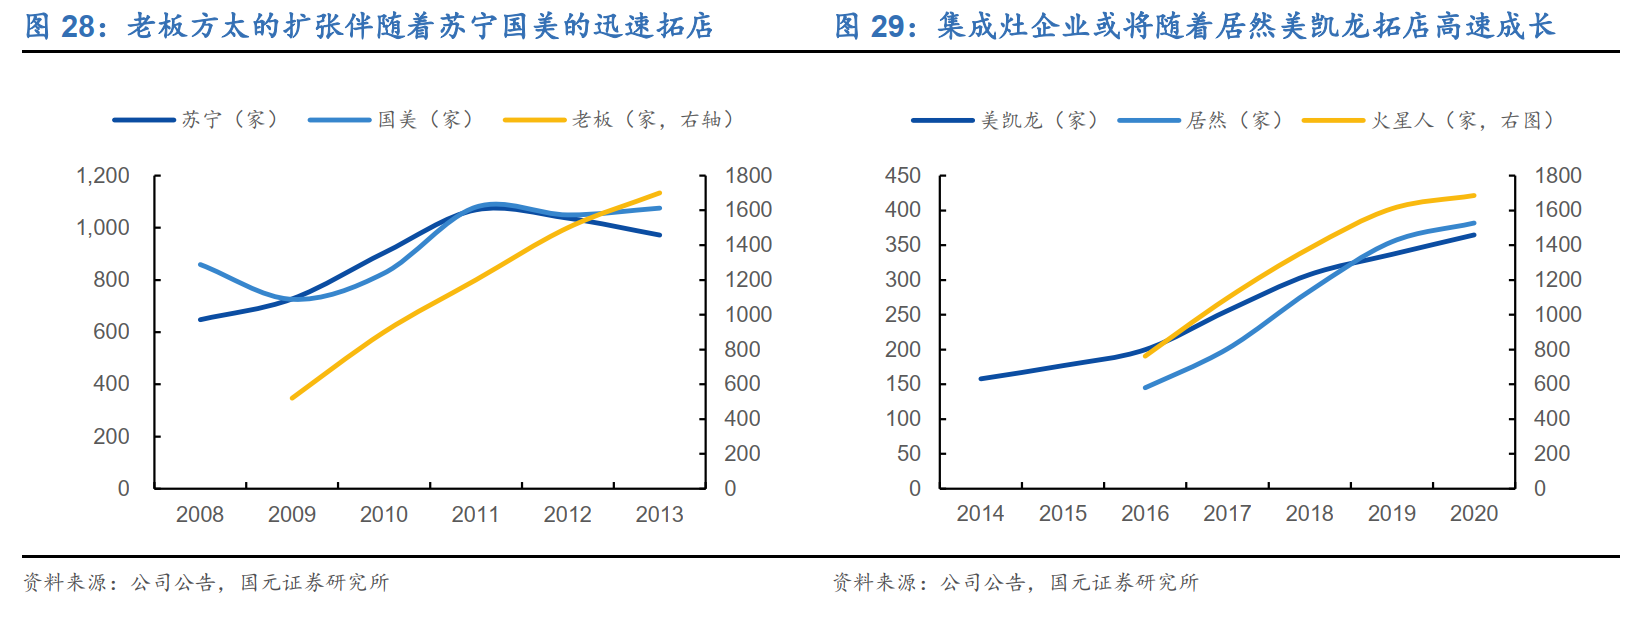 图 28：老板方太的扩张伴随着苏宁国美的迅速拓店
苏宁（家） 国美（家） 老板（家，右轴）
1,200 1800
1,000 1600
800 1400
600 1200
400 1000
200 800
0 600
400
200
0
2008 2009 2010 2011 2012 2013
资料来源：公司公告，国元证券研究所
图 29：集成灶企业或将随着居然美凯龙拓店高速成长
美凯龙（家） 居然（家） 火星人（家，右图）
450 1800
400 1600
350 1400
300 1200
250 1000
200 800
150 600
100 400
50 200
0 0
2014 2015 2016 2017 2018 2019 2020
资料来源：公司公告，国元证券研究所